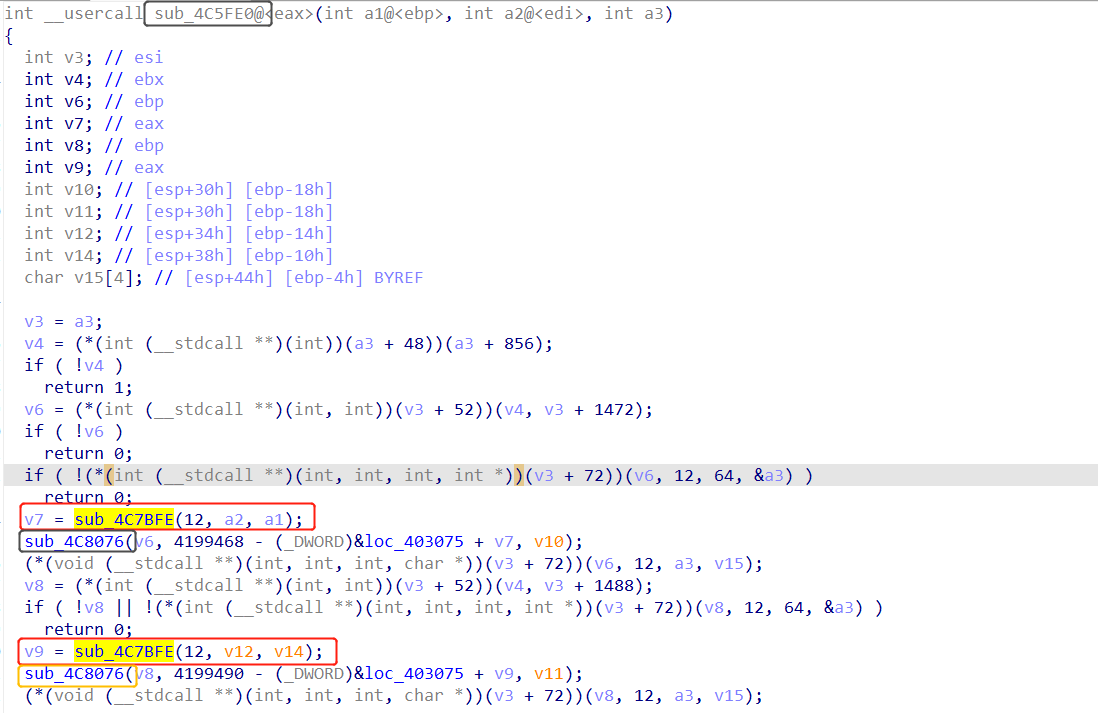 int __usercall sub_4C5FE0@<eax>(int a1@<ebp>, int a2@<edi>, int a3)
{
  int v3; // esi
  int v4; // ebx
  int v6; // ebp
  int v7; // eax
  int v8; // ebp
  int v9; // eax
  int v10; // [esp+30h] [ebp-18h]
  int v11; // [esp+30h] [ebp-18h]
  int v12; // [esp+34h] [ebp-14h]
  int v14; // [esp+38h] [ebp-10h]
  char v15[4]; // [esp+44h] [ebp-4h] BYREF

  v3 = a3;
  v4 = (*(int (__stdcall **)(int))(a3 + 48))(a3 + 856);
  if ( !v4 )
    return 1;
  v6 = (*(int (__stdcall **)(int, int))(v3 + 52))(v4, v3 + 1472);
  if ( !v6 )
    return 0;
  if ( !(*(int (__stdcall **)(int, int, int, int *))(v3 + 72))(v6, 12, 64, &a3) )
    return 0;
  v7 = sub_4C7BFE(12, a2, a1);
  sub_4C8076(v6, 4199468 - (_DWORD)&loc_403075 + v7, v10);
  (*(void (__stdcall **)(int, int, int, char *))(v3 + 72))(v6, 12, a3, v15);
  v8 = (*(int (__stdcall **)(int, int))(v3 + 52))(v4, v3 + 1488);
  if ( !v8 || !(*(int (__stdcall **)(int, int, int, int *))(v3 + 72))(v8, 12, 64, &a3) )
    return 0;
  v9 = sub_4C7BFE(12, v12, v14);
  sub_4C8076(v8, 4199490 - (_DWORD)&loc_403075 + v9, v11);
  (*(void (__stdcall **)(int, int, int, char *))(v3 + 72))(v8, 12, a3, v15);